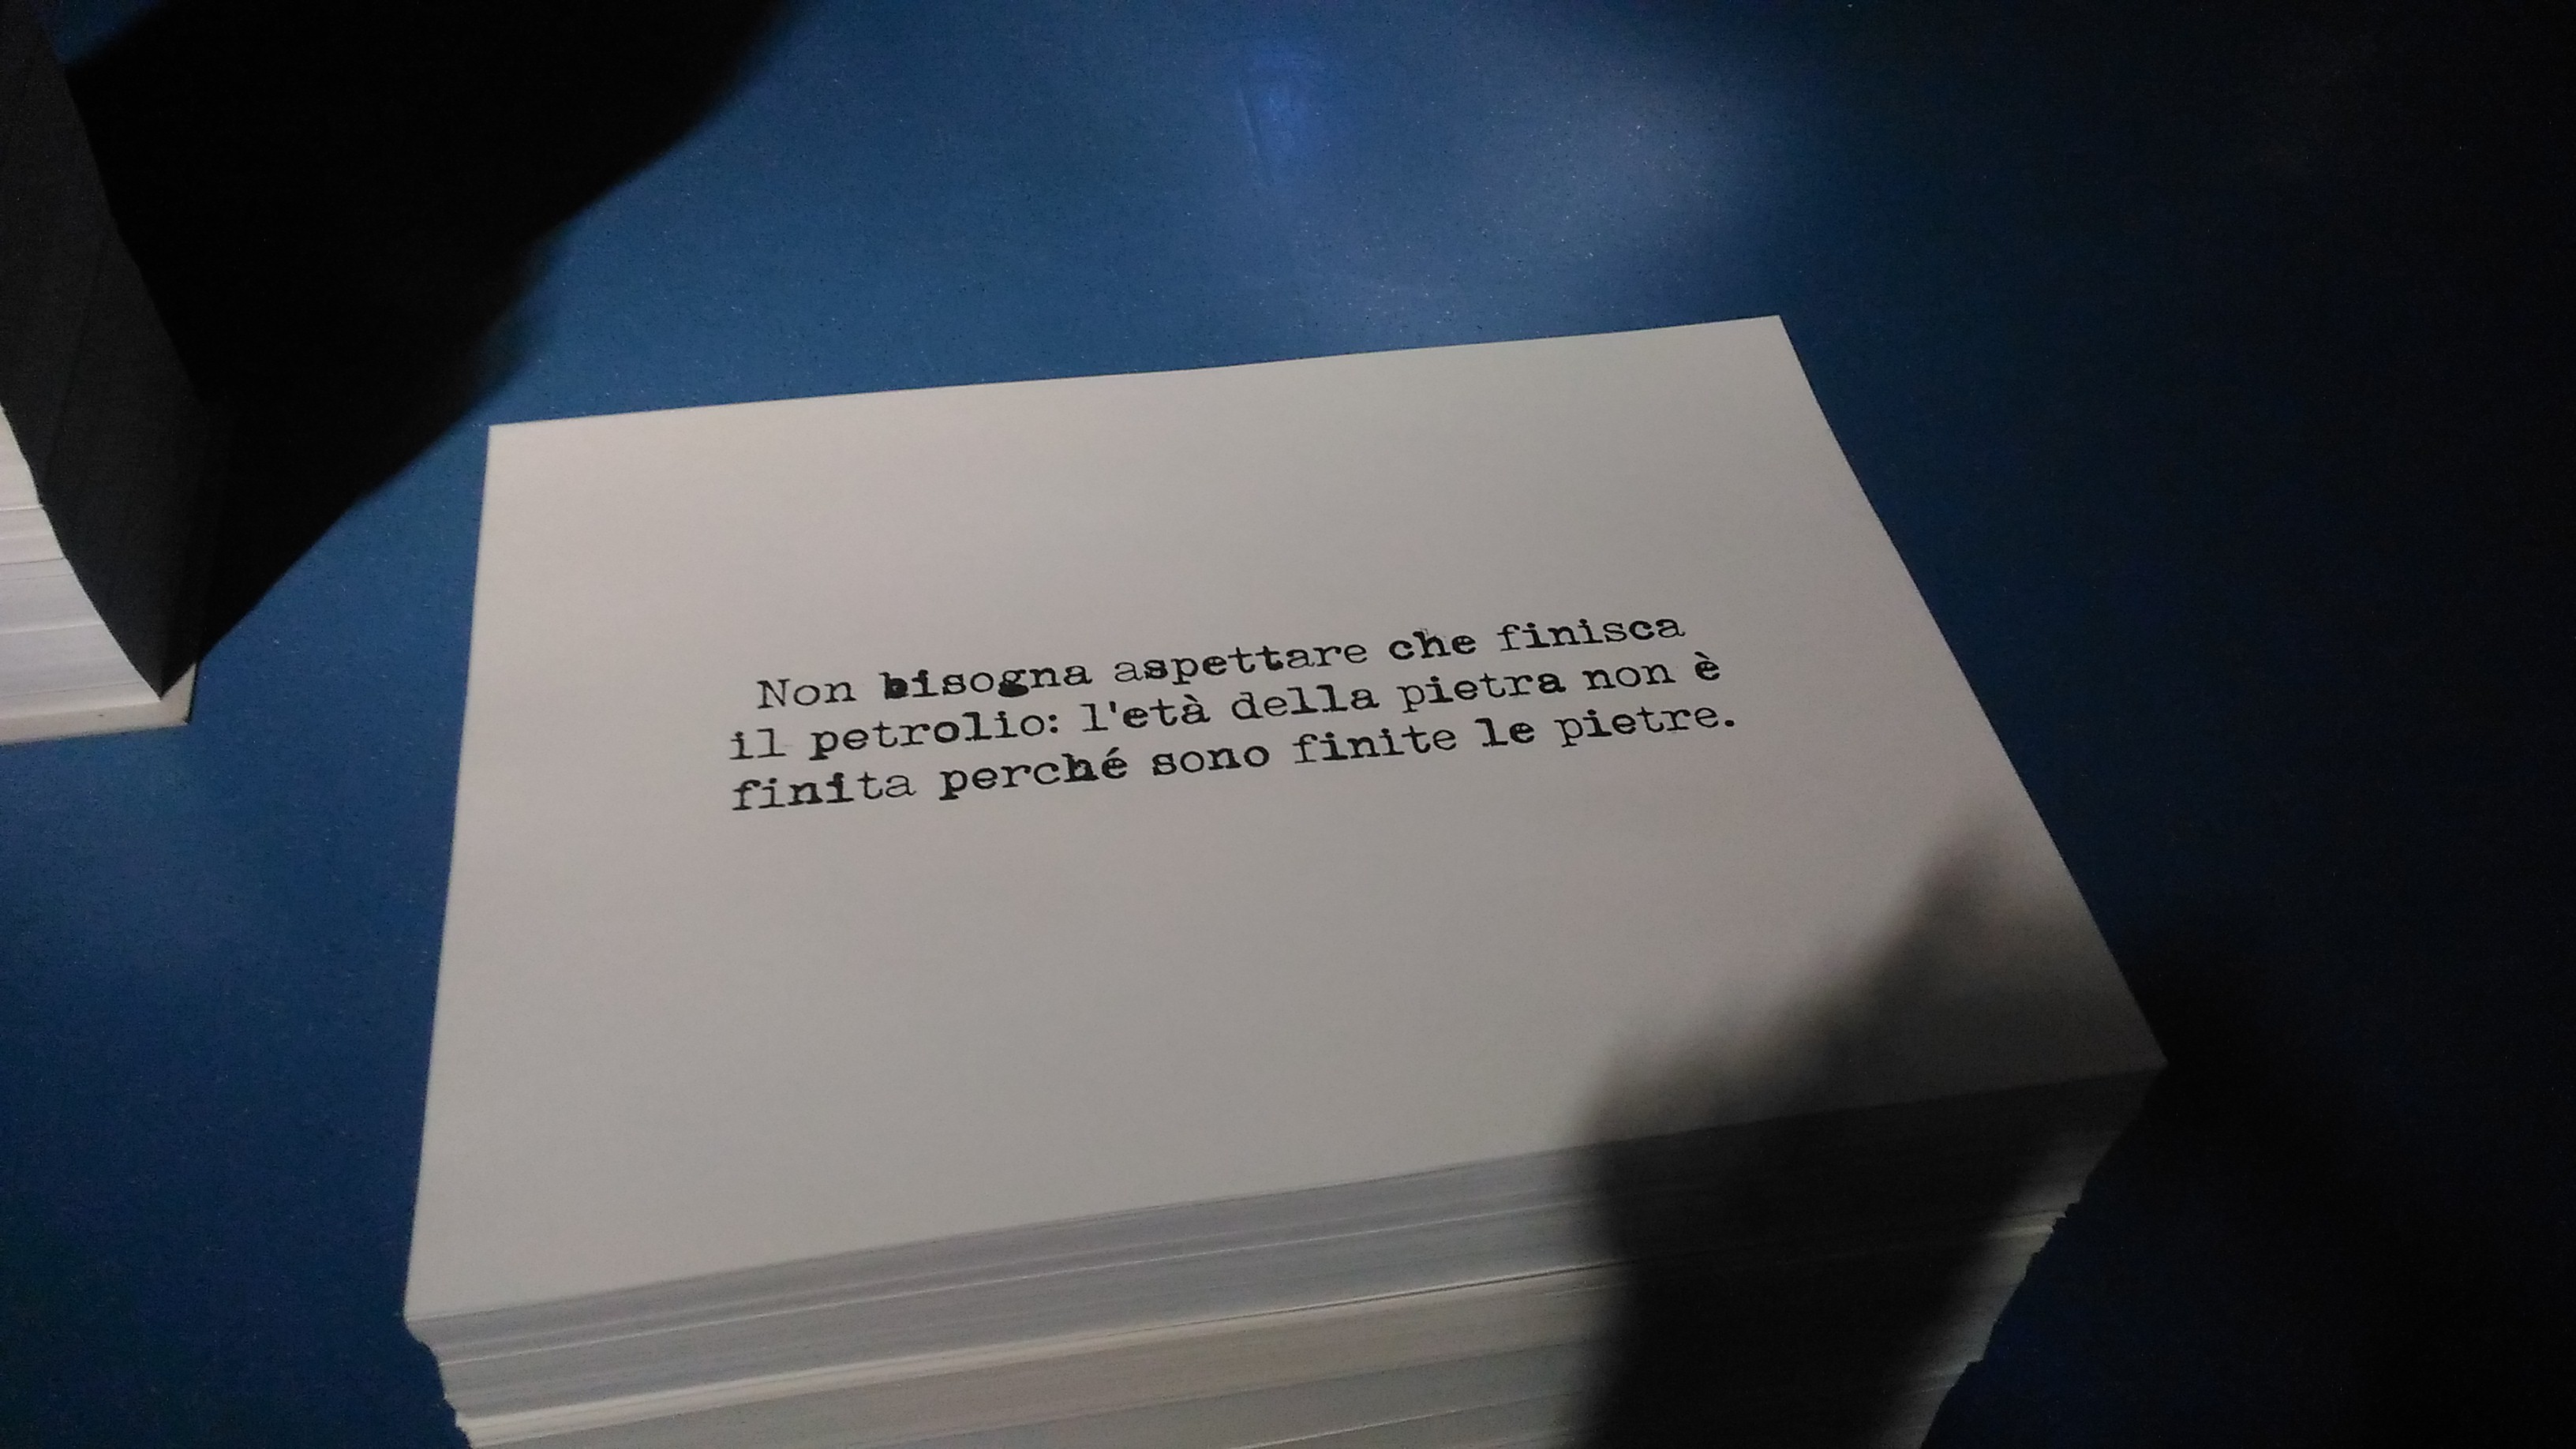 Non bisogna aspettare che finisca
il petrolio: l'età della pietra non è
finita perché sono finite le pietre.